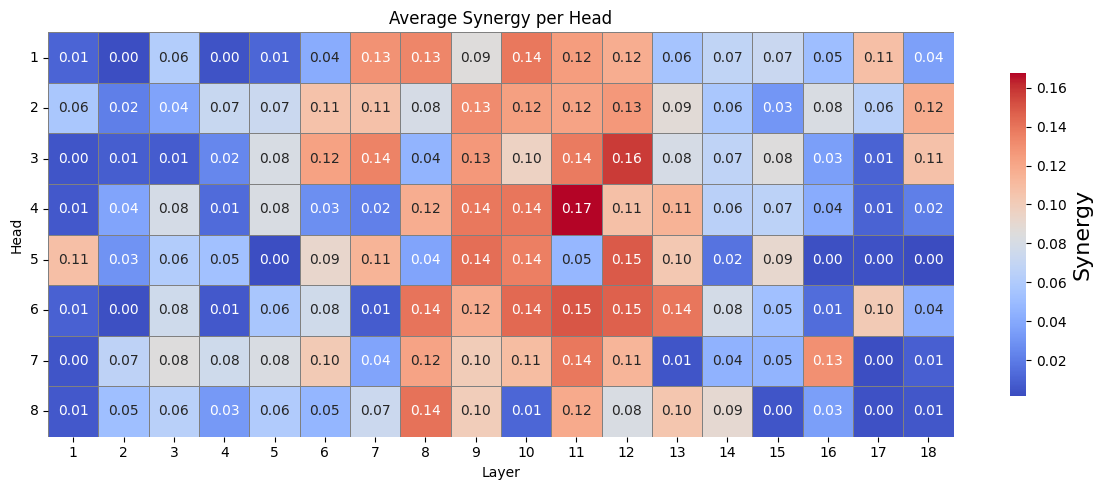 Average Synergy per Head
1 0.01 0.00 0.06 0.00 0.01 0.04 0.13 0.13 0.09 0.14 0.12 0.12 0.06 0.07 0.07 0.05 0.11 0.04
2 0.06 0.02 0.04 0.07 0.07 0.11 0.11 0.08 0.13 0.12 0.12 0.13 0.09 0.06 0.03 0.08 0.06 0.12
3 0.00 0.01 0.01 0.02 0.08 0.12 0.14 0.04 0.13 0.10 0.14 0.16 0.08 0.07 0.08 0.03 0.01 0.11
4 0.01 0.04 0.08 0.01 0.08 0.03 0.02 0.12 0.14 0.14 0.17 0.11 0.11 0.06 0.07 0.04 0.01 0.02
5 0.11 0.03 0.06 0.05 0.00 0.09 0.11 0.04 0.14 0.14 0.05 0.15 0.10 0.02 0.09 0.00 0.00 0.00
6 0.01 0.00 0.08 0.01 0.06 0.08 0.01 0.14 0.12 0.14 0.15 0.15 0.14 0.08 0.05 0.01 0.10 0.04
7 0.00 0.07 0.08 0.08 0.08 0.10 0.04 0.12 0.10 0.11 0.14 0.11 0.01 0.04 0.05 0.13 0.00 0.01
8 0.01 0.05 0.06 0.03 0.06 0.05 0.07 0.14 0.10 0.01 0.12 0.08 0.10 0.09 0.00 0.03 0.00 0.01
1 2 3 4 5 6 7 8 9 10 11 12 13 14 15 16 17 18
Layer
Head
0.16
0.14
0.12
0.10
0.08
0.06
0.04
0.02
Synergy